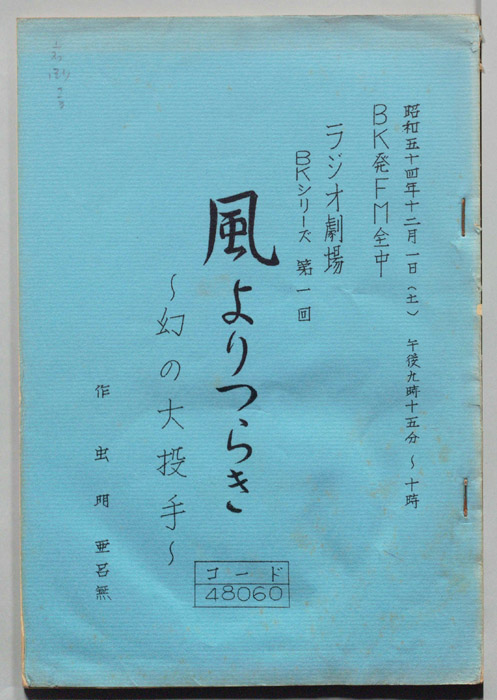 昭和五十四年十二月一日（土） 午後九時十五分～十時
BK発FM全中
ラジオ劇場
BKシリーズ 第一回
風よりつらき
～幻の大投手～
作 虫明亜呂無
コード
48060